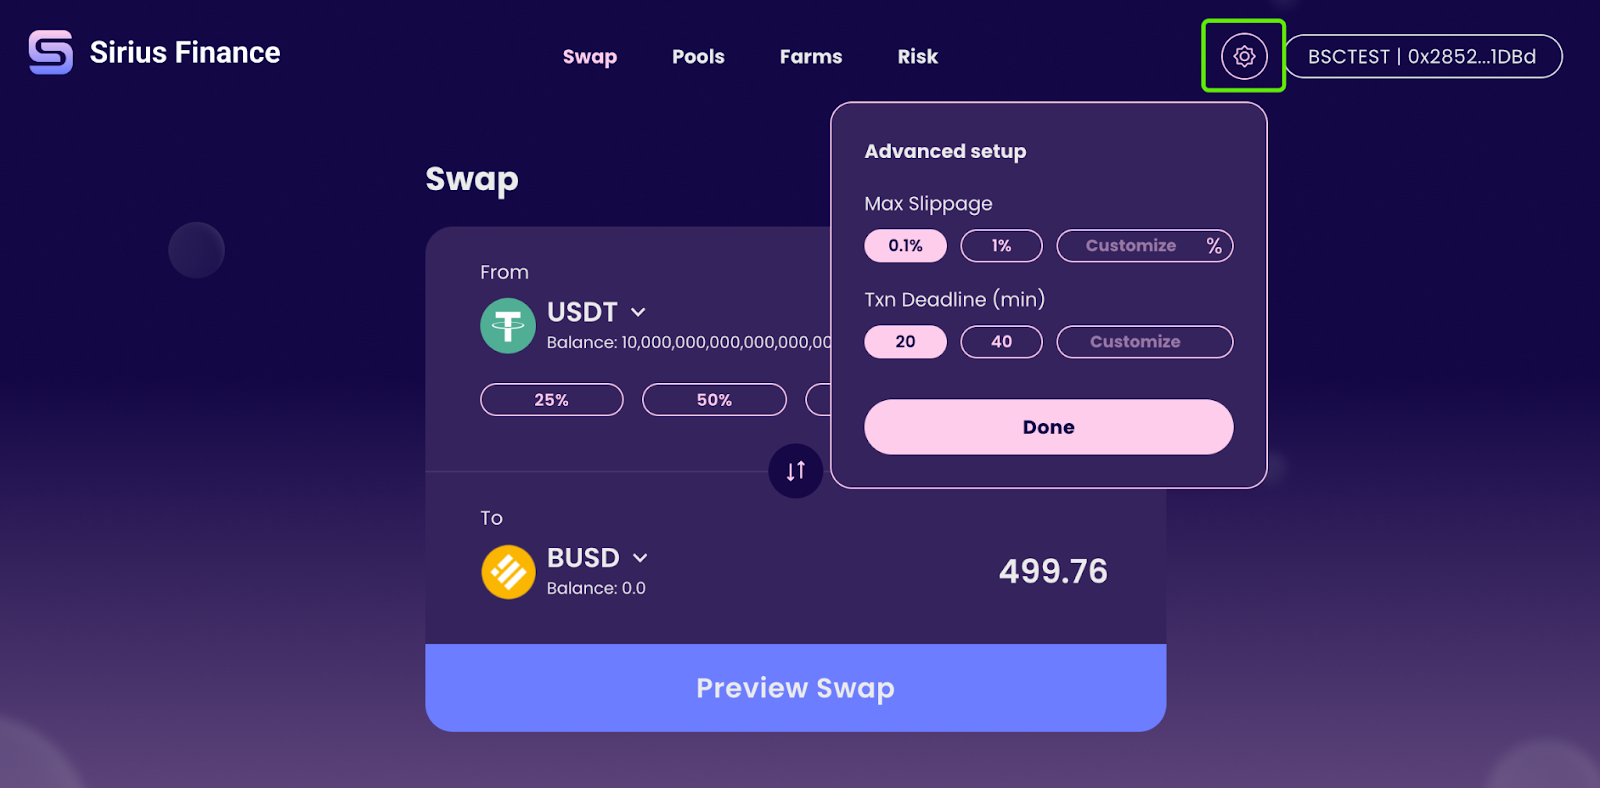 Sirius Finance
Swap Pools Farms Risk
BSCTEST | 0x2852...1DBd
Swap
From
USDT
Balance: 10,000,000,000,000,000,00
25% 50%
Advanced setup
Max Slippage
0.1% 1% Customize %
Txn Deadline (min)
20 40 Customize
Done
To
BUSD
Balance: 0.0
499.76
Preview Swap